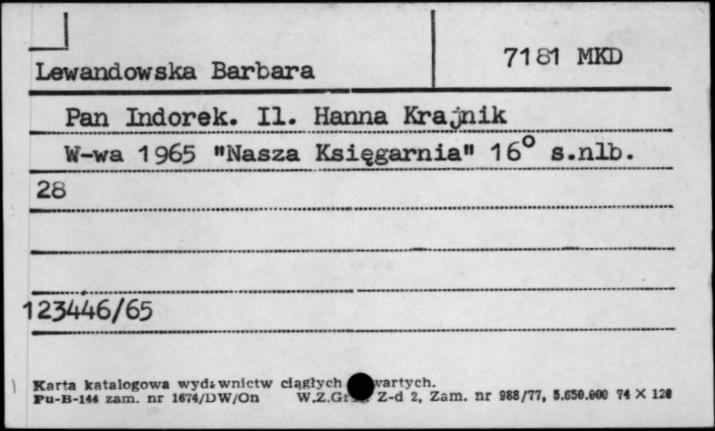 7181 MKD
Lewandowska Barbara
Pan Indorek. Il. Hanna Krajnik
W-wa 1965 "Nasza Księgarnia" 16° s.nlb.
28
123446/65
Karta katalogowa wydawnictw ciągłych
Pu-B-144 zam. nr 1674/DW/On Z-d 2, Zam. nr 988/77, 5.650.000 74 X 120